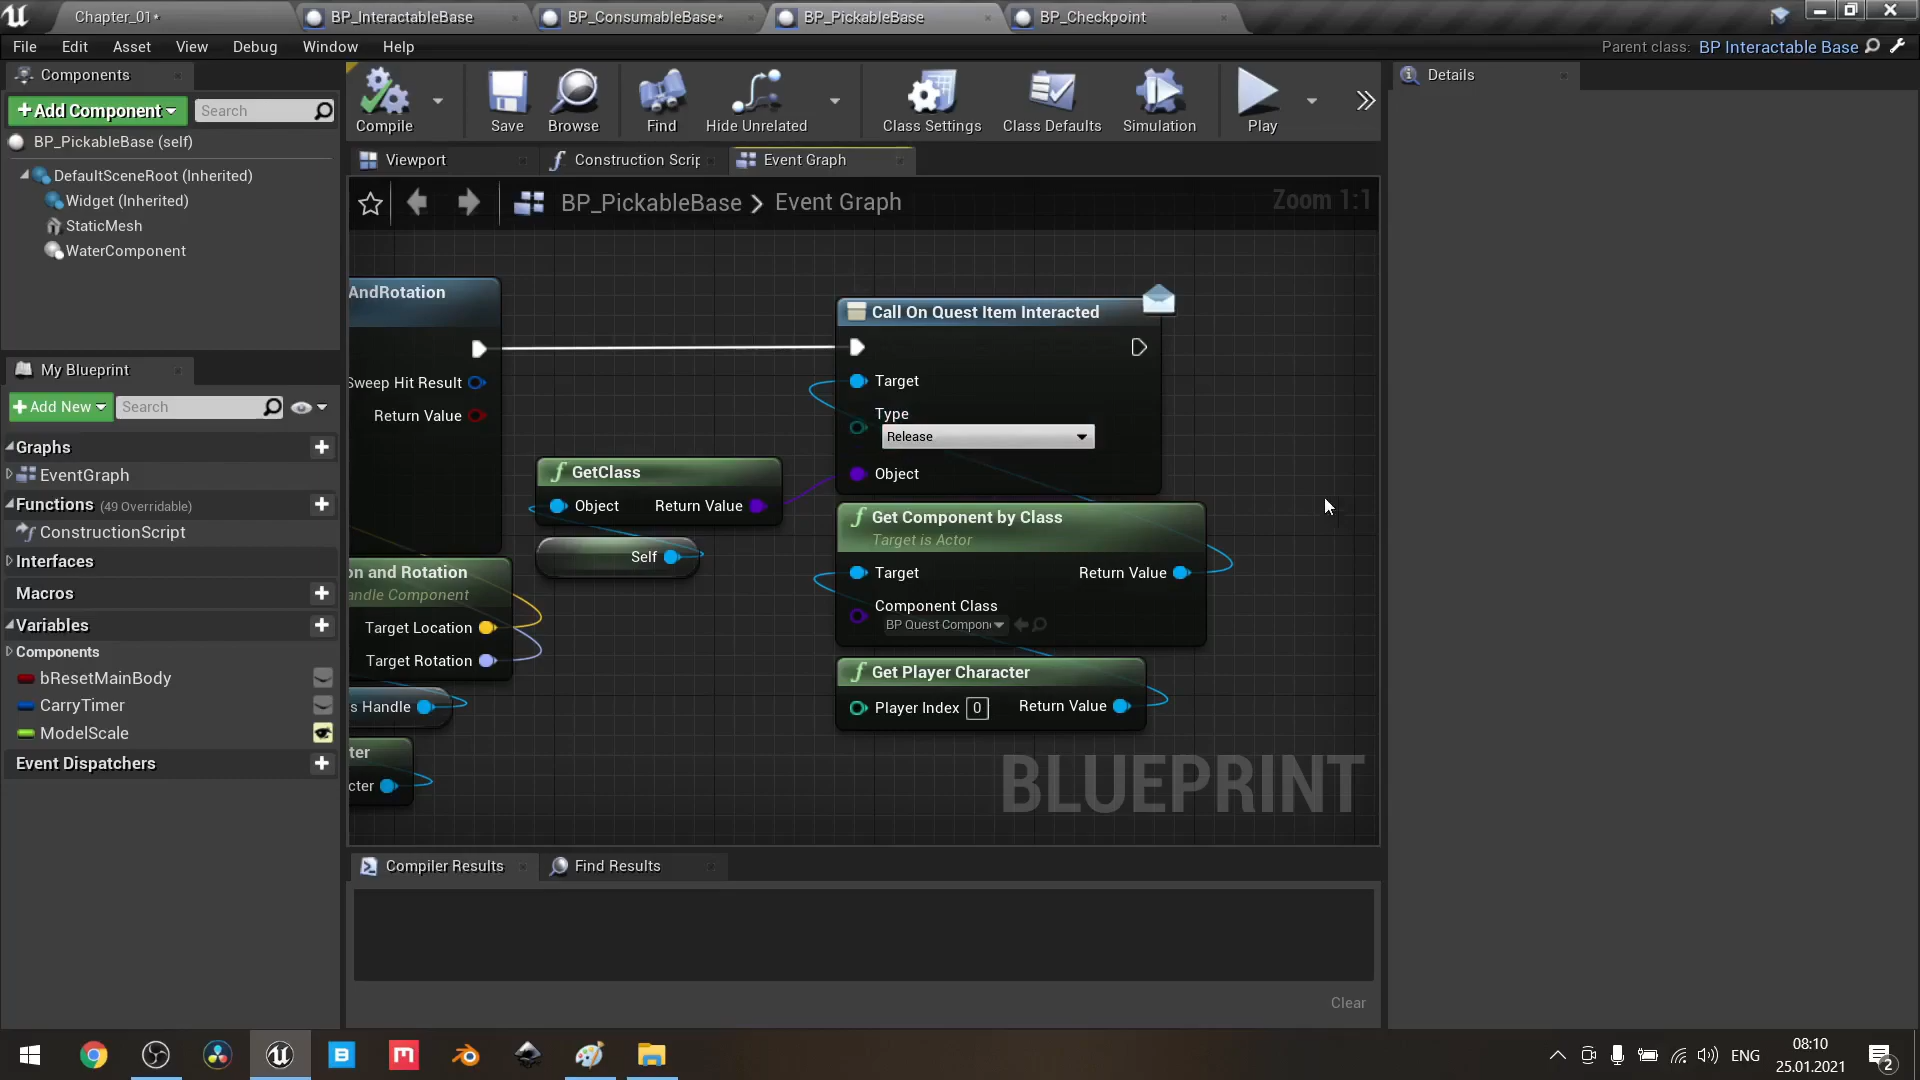 Chapter_01*
BP_InteractableBase
BP_ConsumableBase*
BP_PickableBase
BP_Checkpoint
File
Edit
Asset
View
Debug
Window
Help
Parent class: BP Interactable Base
Components
+Add Component
Search
BP_PickableBase (self)
DefaultSceneRoot (Inherited)
Widget (Inherited)
StaticMesh
WaterComponent
My Blueprint
+Add New
Search
Graphs
EventGraph
Functions (49 Overridable)
ConstructionScript
Interfaces
Macros
Variables
Components
bResetMainBody
CarryTimer
ModelScale
Event Dispatchers
Compile
Save
Browse
Find
Hide Unrelated
Class Settings
Class Defaults
Simulation
Play
Viewport
Construction Scrip
Event Graph
BP_PickableBase > Event Graph
Zoom 1:1
AndRotation
Sweep Hit Result
Return Value
on and Rotation
andle Component
Target Location
Target Rotation
s Handle
ter
cter
GetClass
Object
Return Value
Self
Call On Quest Item Interacted
Target
Type
Release
Object
Get Component by Class
Target is Actor
Target
Return Value
Component Class
BP Quest Compon
Get Player Character
Player Index 0
Return Value
BLUEPRINT
Compiler Results
Find Results
Clear
Details
ENG
08:10
25.01.2021
2